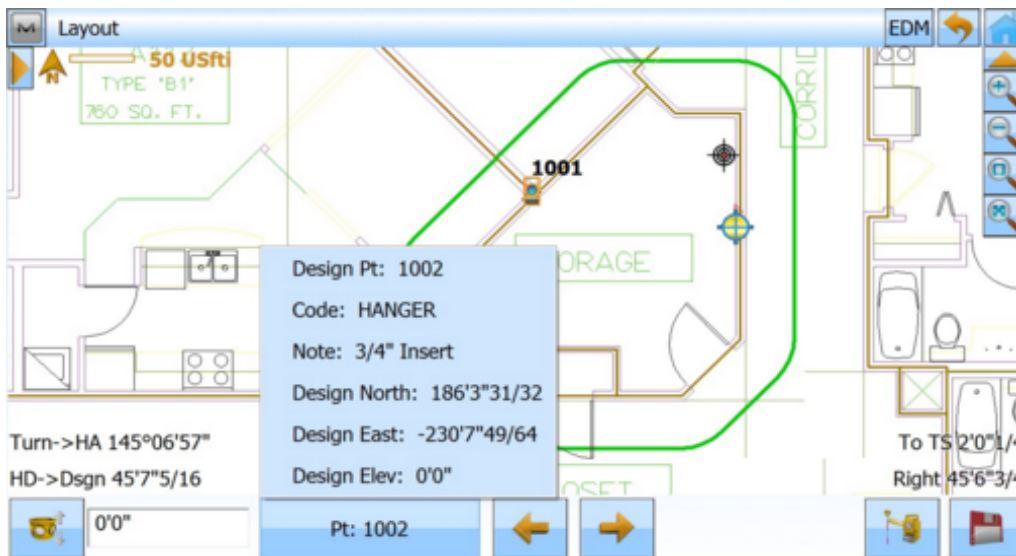 Layout
EDM
50 USfti
N
TYPE "B1"
760 SQ. FT.
1001
ORAGE
Design Pt: 1002
Code: HANGER
Note: 3/4" Insert
Design North: 186'3"31/32
Design East: -230'7"49/64
Design Elev: 0'0"
Turn->HA 145°06'57"
HD->Dsgn 45'7"5/16
To TS 2'0"1/4
Right 45'6"3/4
OSET
0'0"
Pt: 1002
CORRID